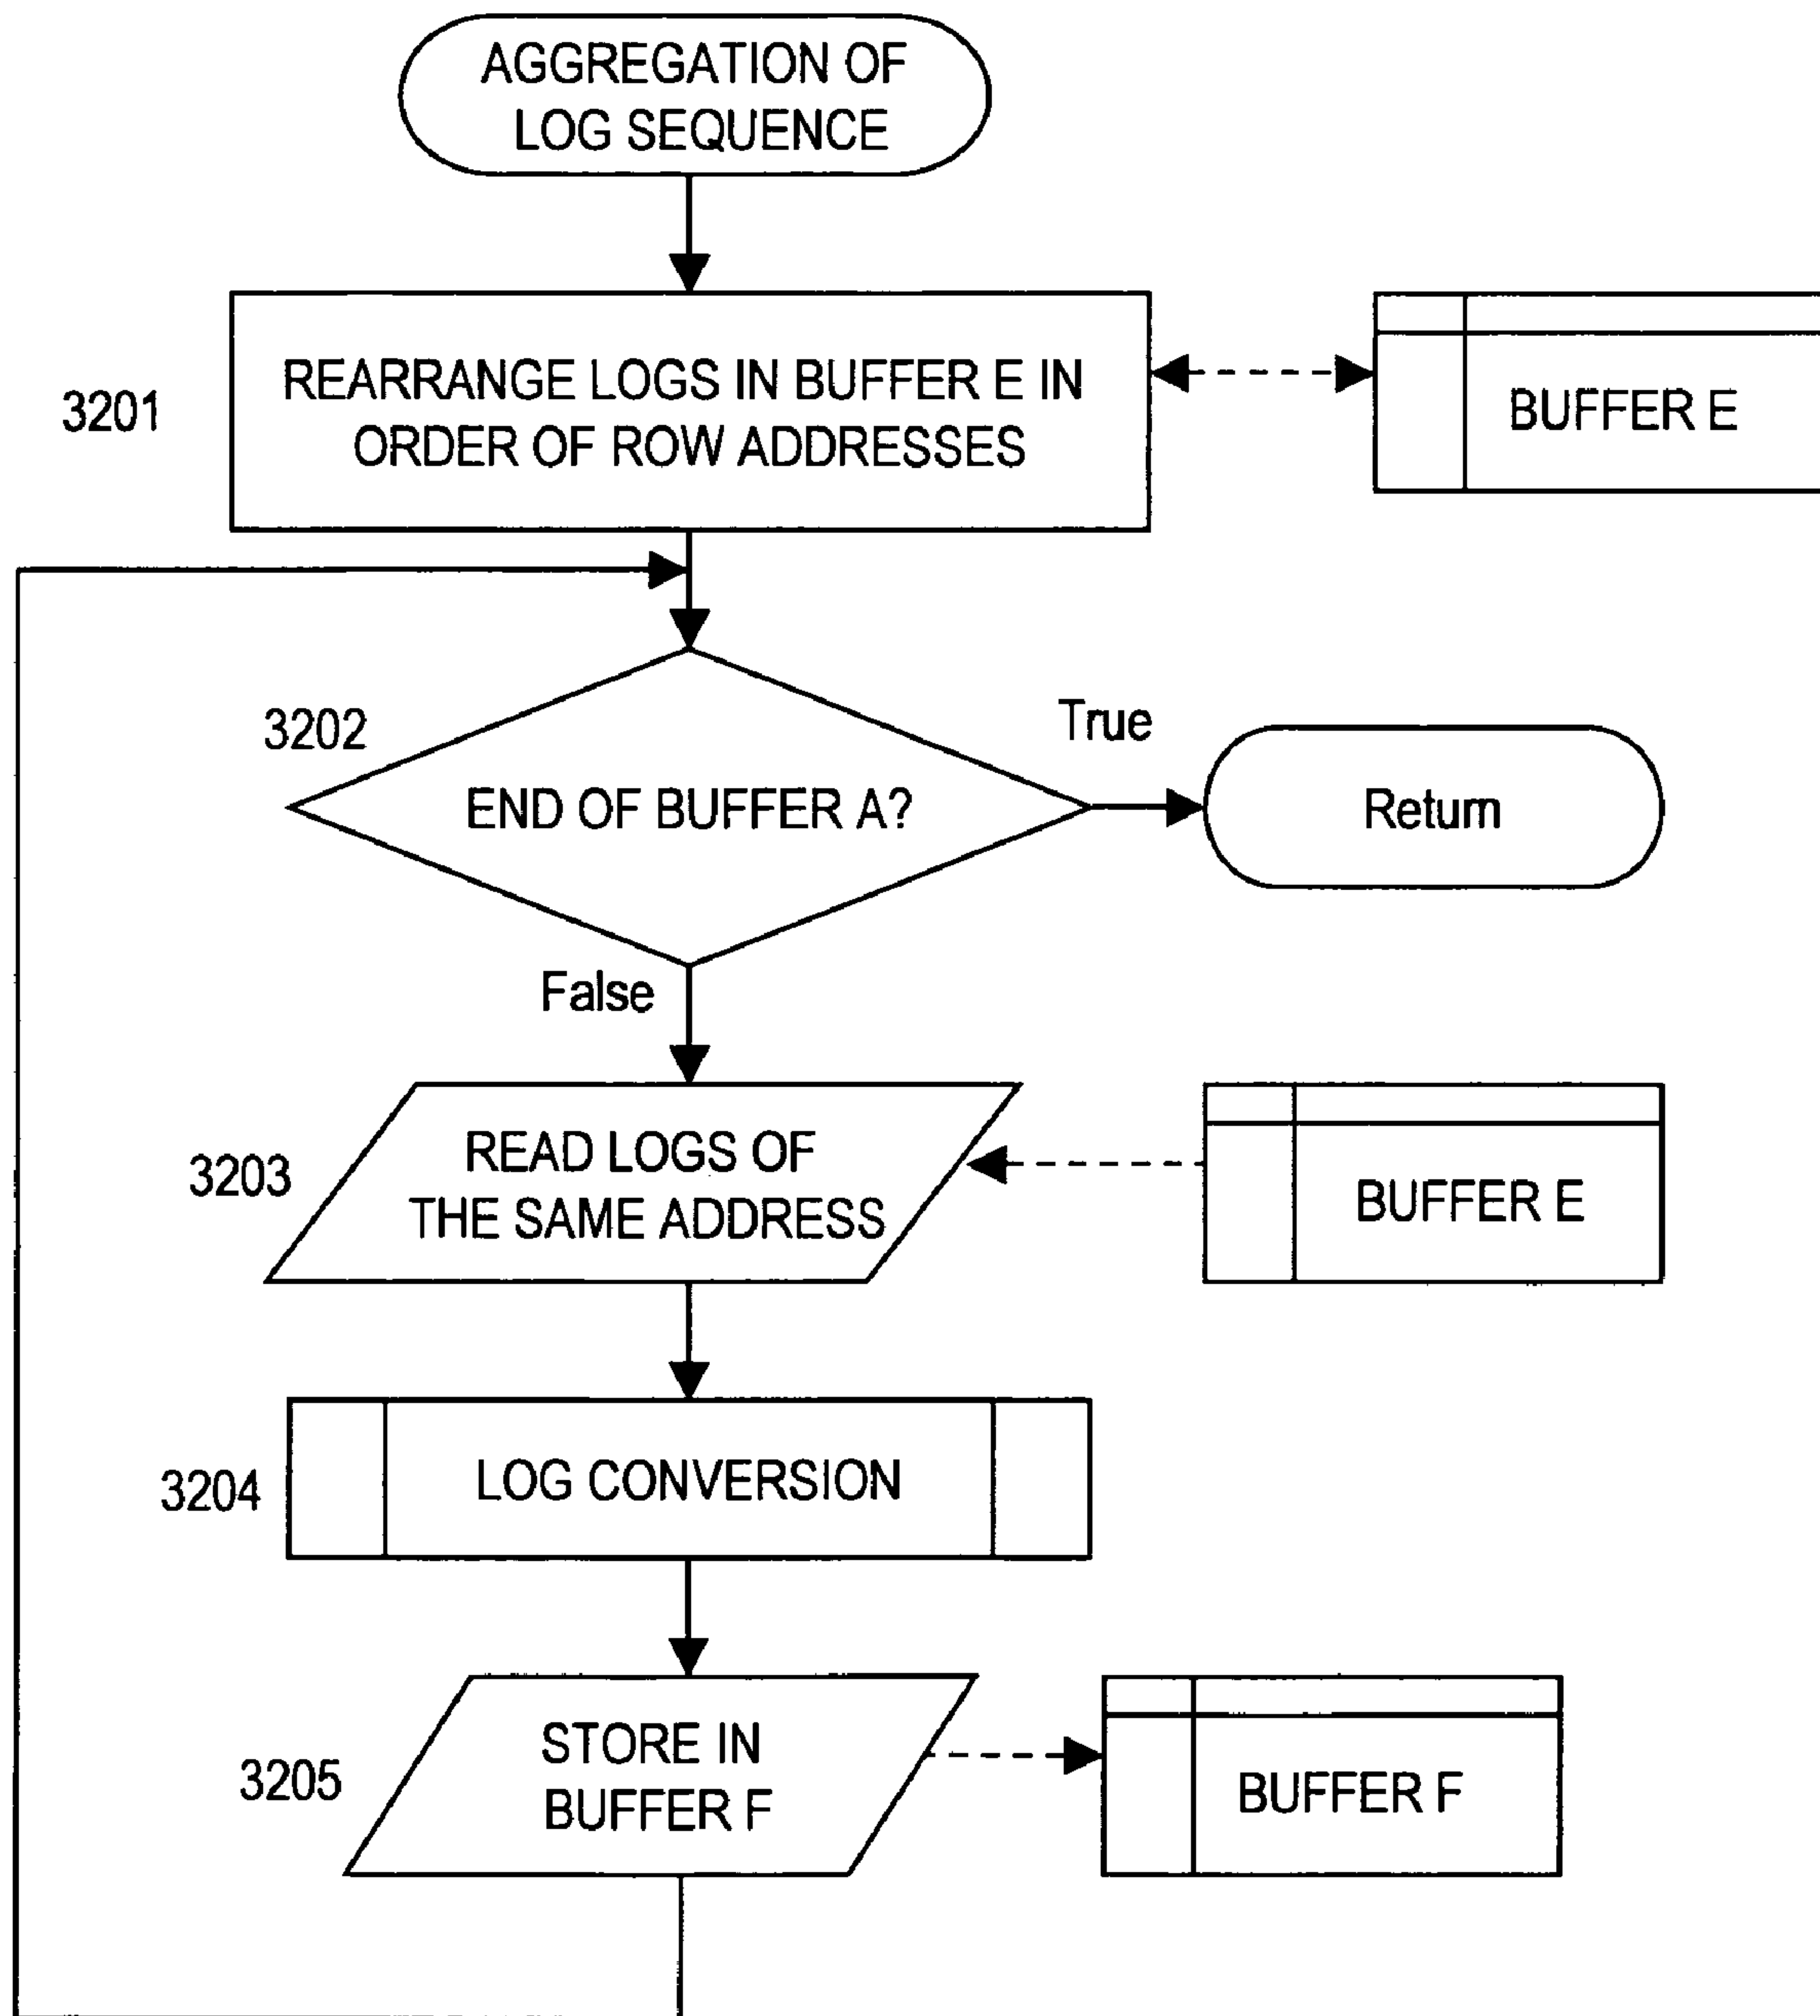 AGGREGATION OF
LOG SEQUENCE
3201
REARRANGE LOGS IN BUFFER E IN
ORDER OF ROW ADDRESSES
BUFFER E
3202
END OF BUFFER A?
True
Return
False
3203
READ LOGS OF
THE SAME ADDRESS
BUFFER E
3204
LOG CONVERSION
3205
STORE IN
BUFFER F
BUFFER F